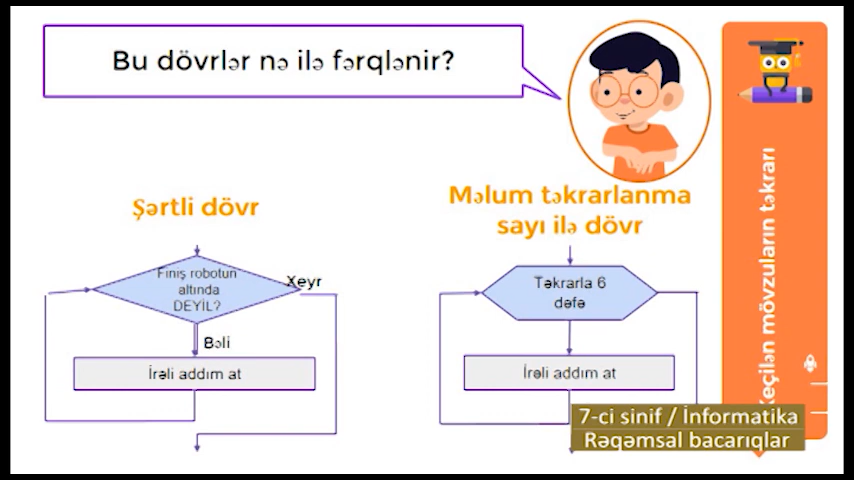 Bu dövrlər nə ilə fərqlənir?
Şərtli dövr
Finiş robotun
altında
DEYİL?
Xeyr
Bəli
İrəli addım at
Məlum təkrarlanma
sayı ilə dövr
Təkrarla 6
dəfə
İrəli addım at
Keçilən mövzuların təkrarı
7-ci sinif / İnformatika
Rəqəmsal bacarıqlar